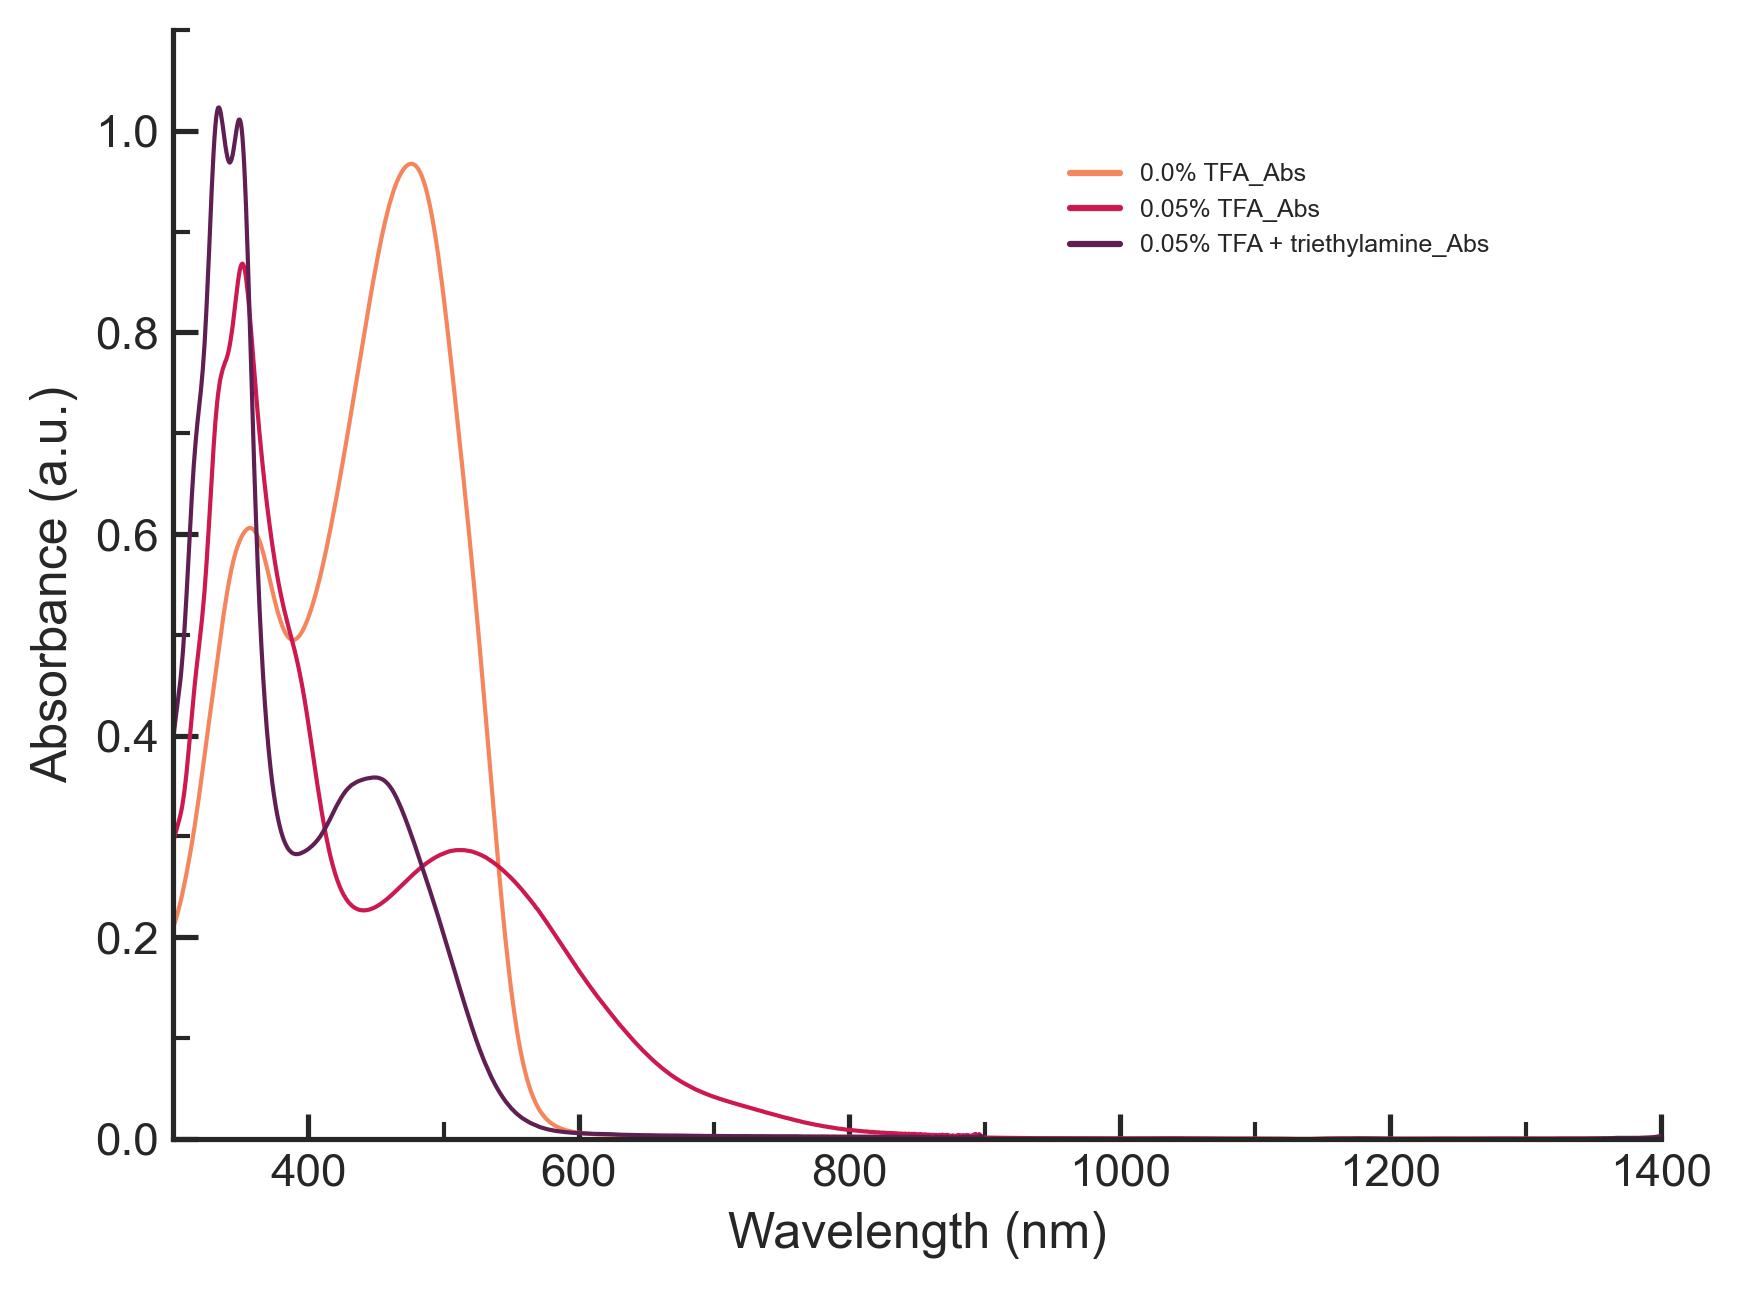 1.0
0.8
0.6
0.4
0.2
0.0
Absorbance (a.u.)
0.0% TFA_Abs
0.05% TFA_Abs
0.05% TFA + triethylamine_Abs
400 600 800 1000 1200 1400
Wavelength (nm)